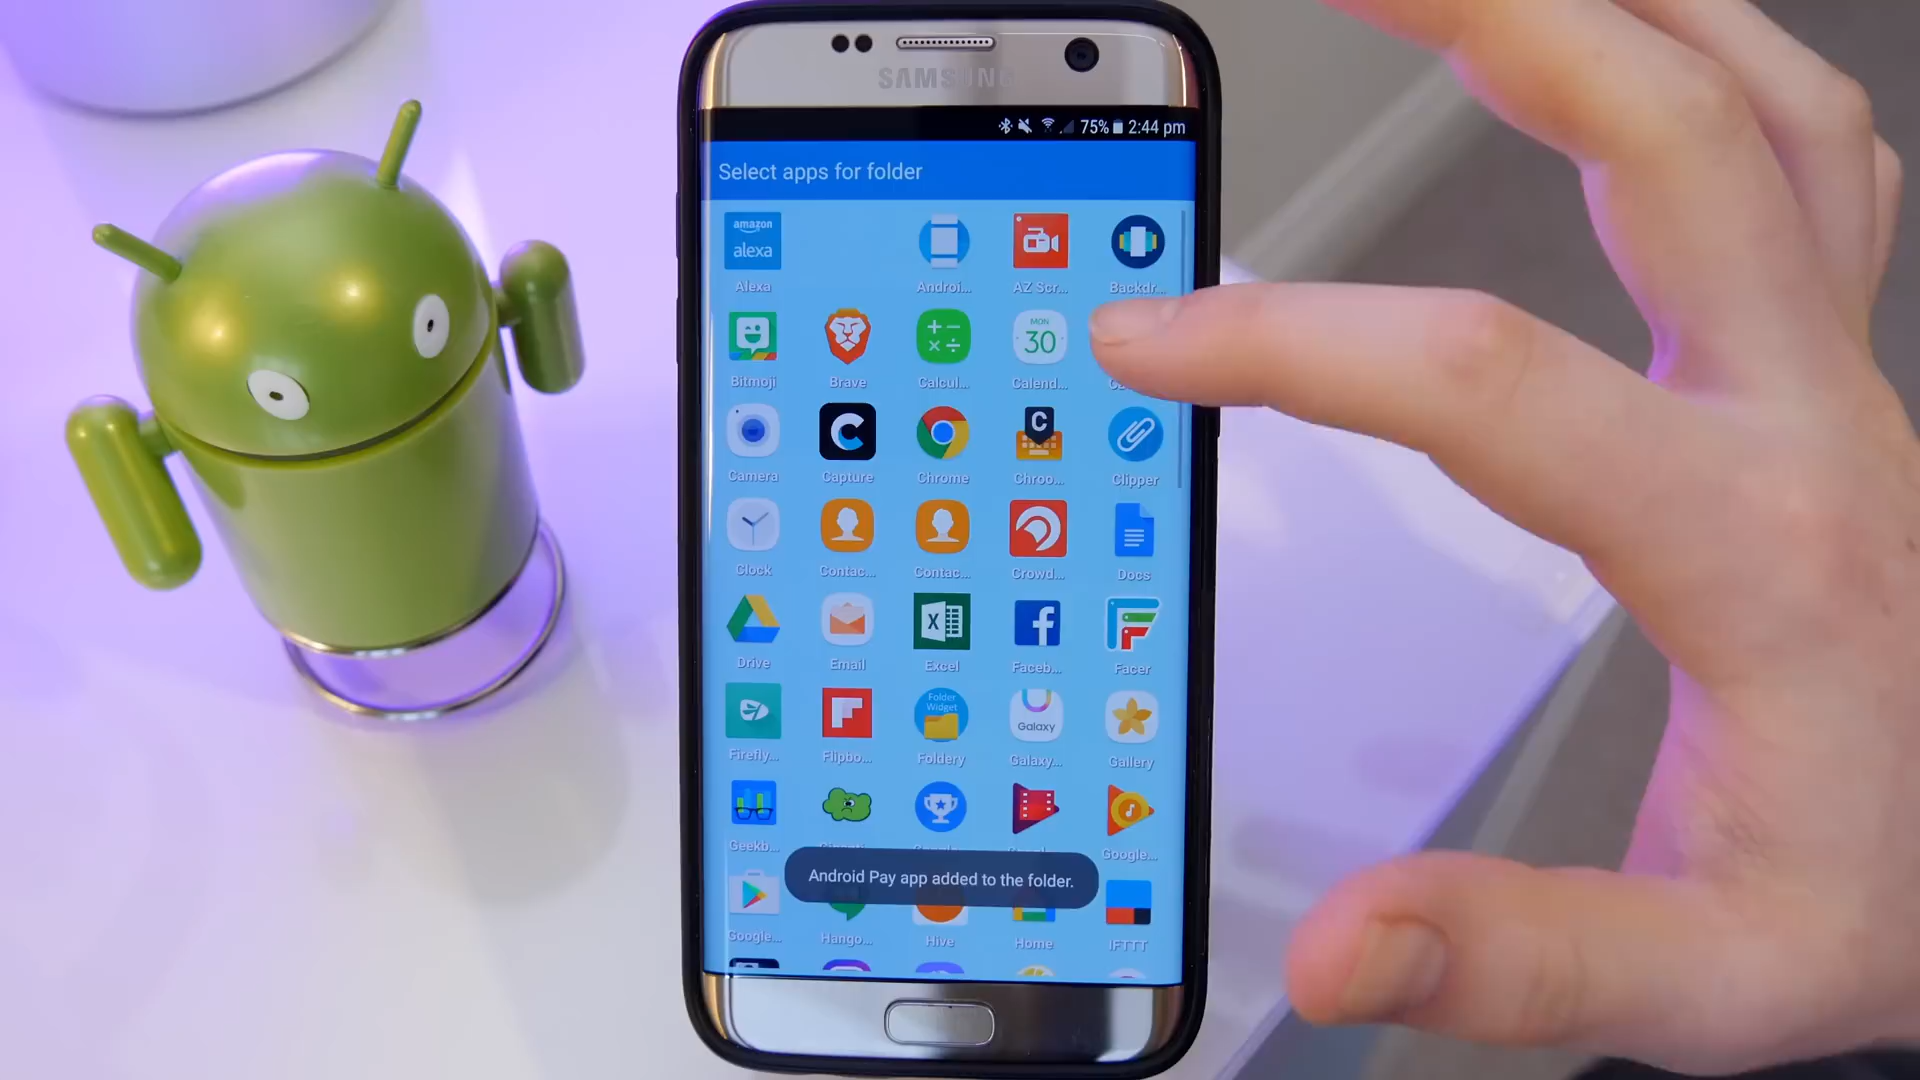 SAMSUNG
75% 2:44 pm
Select apps for folder
amazon
alexa
Alexa
Androi...
AZ Scr...
Backdr...
Bitmoji
Brave
Calcul...
MON
30
Calend...
Camera
Capture
Chrome
C
Chroo...
Clipper
Clock
Contac...
Contac...
Crowd...
Docs
Drive
Email
X
Excel
Faceb...
Facer
Firefly...
Flipbo...
Folder
Widget
Foldery
Galaxy
Galaxy...
Gallery
Geekb...
Google...
Android Pay app added to the folder.
Google...
Hango...
Hive
Home
IFTTT